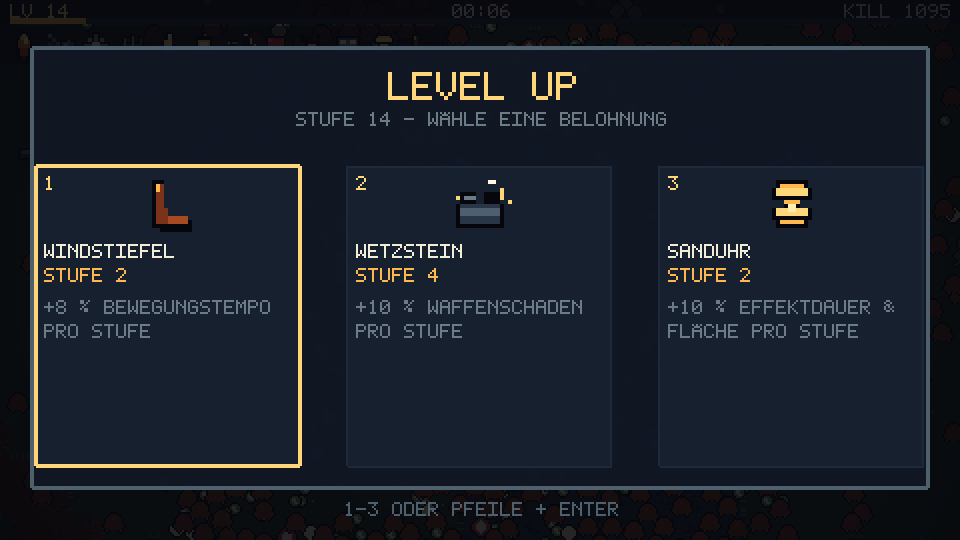 LV 14
00:06
KILL 1095
LEVEL UP
STUFE 14 - WÄHLE EINE BELOHNUNG
1
WINDSTIEFEL
STUFE 2
+8 % BEWEGUNGSTEMPO
PRO STUFE
2
WETZSTEIN
STUFE 4
+10 % WAFFENSCHADEN
PRO STUFE
3
SANDUHR
STUFE 2
+10 % EFFEKTDAUER &
FLÄCHE PRO STUFE
1-3 ODER PFEILE + ENTER